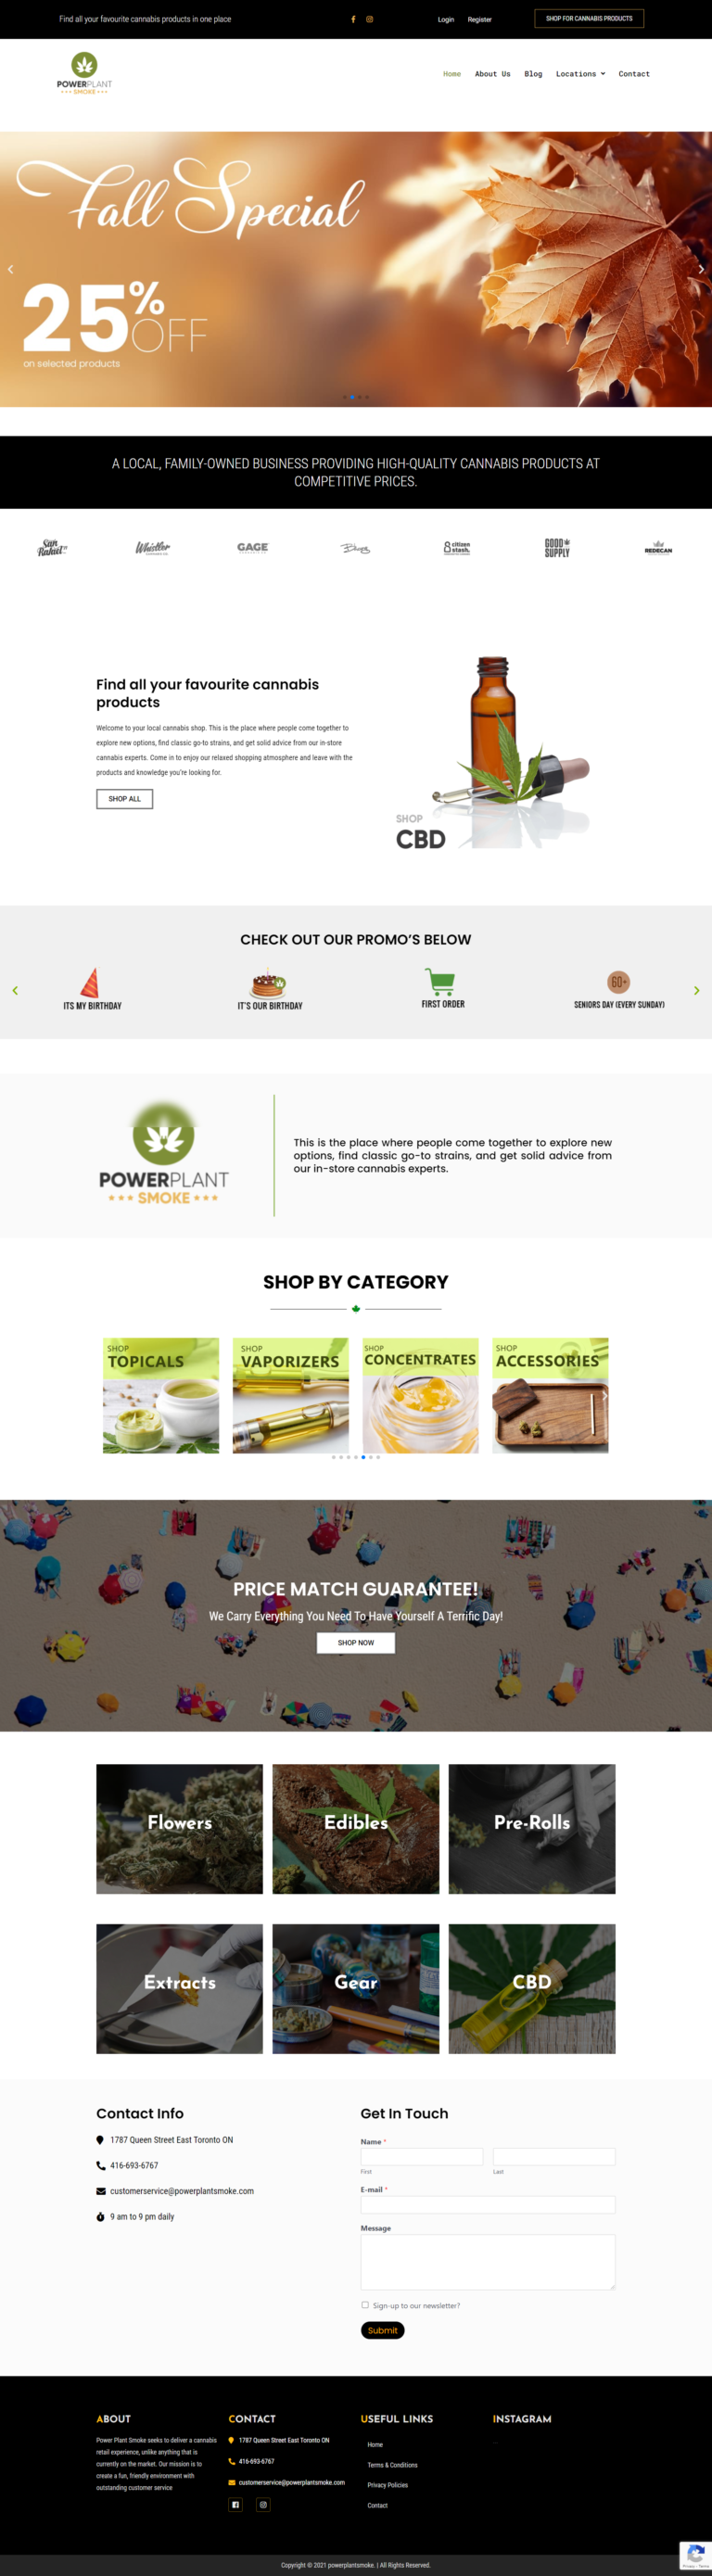 Find all your favourite cannabis products in one place
Login Register
SHOP FOR CANNABIS PRODUCTS
POWERPLANT
SMOKE
Home About Us Blog Locations Contact
Fall Special
25% OFF
on selected products
A LOCAL, FAMILY-OWNED BUSINESS PROVIDING HIGH-QUALITY CANNABIS PRODUCTS AT
COMPETITIVE PRICES.
San Rafael '71
Whistler
GAGE
citizen stash.
GOOD SUPPLY
REDECAN
Find all your favourite cannabis
products
Welcome to your local cannabis shop. This is the place where people come together to
explore new options, find classic go-to strains, and get solid advice from our in-store
cannabis experts. Come in to enjoy our relaxed shopping atmosphere and leave with the
products and knowledge you're looking for.
SHOP ALL
SHOP
CBD
CHECK OUT OUR PROMO'S BELOW
ITS MY BIRTHDAY
IT'S OUR BIRTHDAY
FIRST ORDER
60+
SENIORS DAY (EVERY SUNDAY)
POWERPLANT
SMOKE
This is the place where people come together to explore new
options, find classic go-to strains, and get solid advice from
our in-store cannabis experts.
SHOP BY CATEGORY
SHOP
TOPICALS
SHOP
VAPORIZERS
SHOP
CONCENTRATES
SHOP
ACCESSORIES
PRICE MATCH GUARANTEE!
We Carry Everything You Need To Have Yourself A Terrific Day!
SHOP NOW
Flowers
Edibles
Pre-Rolls
Extracts
Gear
CBD
Contact Info
1787 Queen Street East Toronto ON
416-693-6767
customerservice@powerplantsmoke.com
9 am to 9 pm daily
Get In Touch
Name *
First
Last
E-mail *
Message
Sign-up to our newsletter?
Submit
ABOUT
Power Plant Smoke seeks to deliver a cannabis
retail experience, unlike anything that is
currently on the market. Our mission is to
create a fun, friendly environment with
outstanding customer service
CONTACT
1787 Queen Street East Toronto ON
416-693-6767
customerservice@powerplantsmoke.com
USEFUL LINKS
Home
Terms & Conditions
Privacy Policies
Contact
INSTAGRAM
Copyright © 2021 powerplantsmoke. | All Rights Reserved.
Privacy - Terms